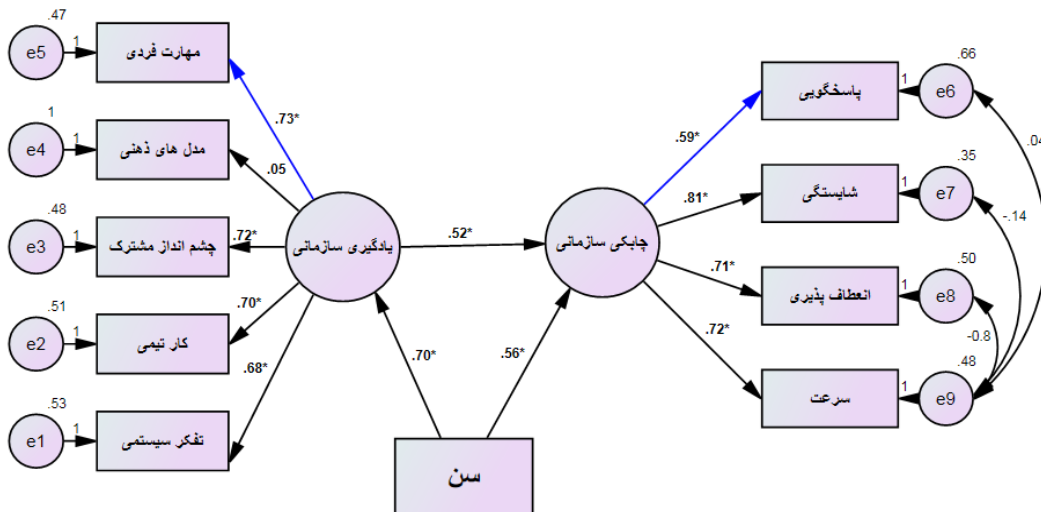 .47
e5
1
مهارت فردی
.73*
1
e4
1
مدل های ذهنی
.05
.48
e3
1
چشم انداز مشترک
.72*
.51
e2
1
کار تیمی
.70*
.53
e1
1
تفکر سیستمی
.68*
یادگیری سازمانی
.52*
چابکی سازمانی
.70*
.56*
سن
.59*
پاسخگویی
1
.66
e6
.81*
شایستگی
1
.35
e7
.71*
انعطاف پذیری
1
.50
e8
.72*
سرعت
1
.48
e9
.04
-.14
-0.8